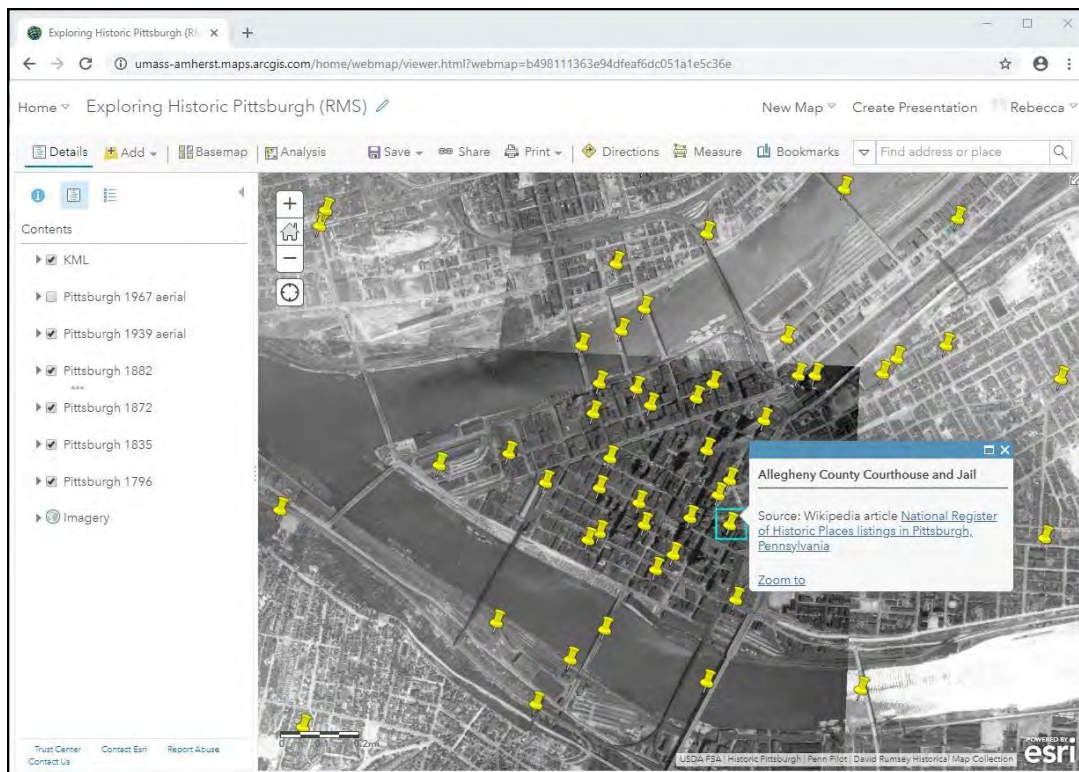 Exploring Historic Pittsburgh (R
umass-amherst.maps.arcgis.com/home/webmap/viewer.html?webmap=b498111363e94dfeaf6dc051a1e5c36e
Home Exploring Historic Pittsburgh (RMS) New Map Create Presentation Rebecca
Details Add Basemap Analysis Save Share Print Directions Measure Bookmarks Find address or place
Contents
KML
Pittsburgh 1967 aerial
Pittsburgh 1939 aerial
Pittsburgh 1882
Pittsburgh 1872
Pittsburgh 1835
Pittsburgh 1796
Imagery
Allegheny County Courthouse and Jail
Source: Wikipedia article National Register
of Historic Places listings in Pittsburgh,
Pennsylvania
Zoom to
0.2mi
Trust Center Contact Esri Report Abuse
Contact Us
USDA FSA | Historic Pittsburgh | Penn Pilot | David Rumsey Historical Map Collection
POWERED BY
esri